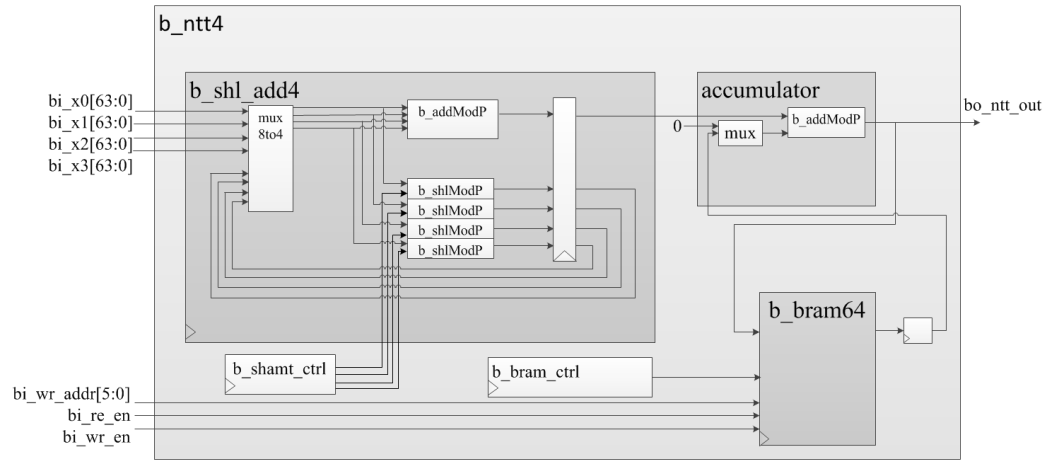 b_ntt4
b_shl_add4
accumulator
bi_x0[63:0]
bi_x1[63:0]
bi_x2[63:0]
bi_x3[63:0]
mux
8to4
b_addModP
0
mux
b_addModP
bo_ntt_out
b_shlModP
b_shlModP
b_shlModP
b_shlModP
b_bram64
b_shamt_ctrl
b_bram_ctrl
bi_wr_addr[5:0]
bi_re_en
bi_wr_en